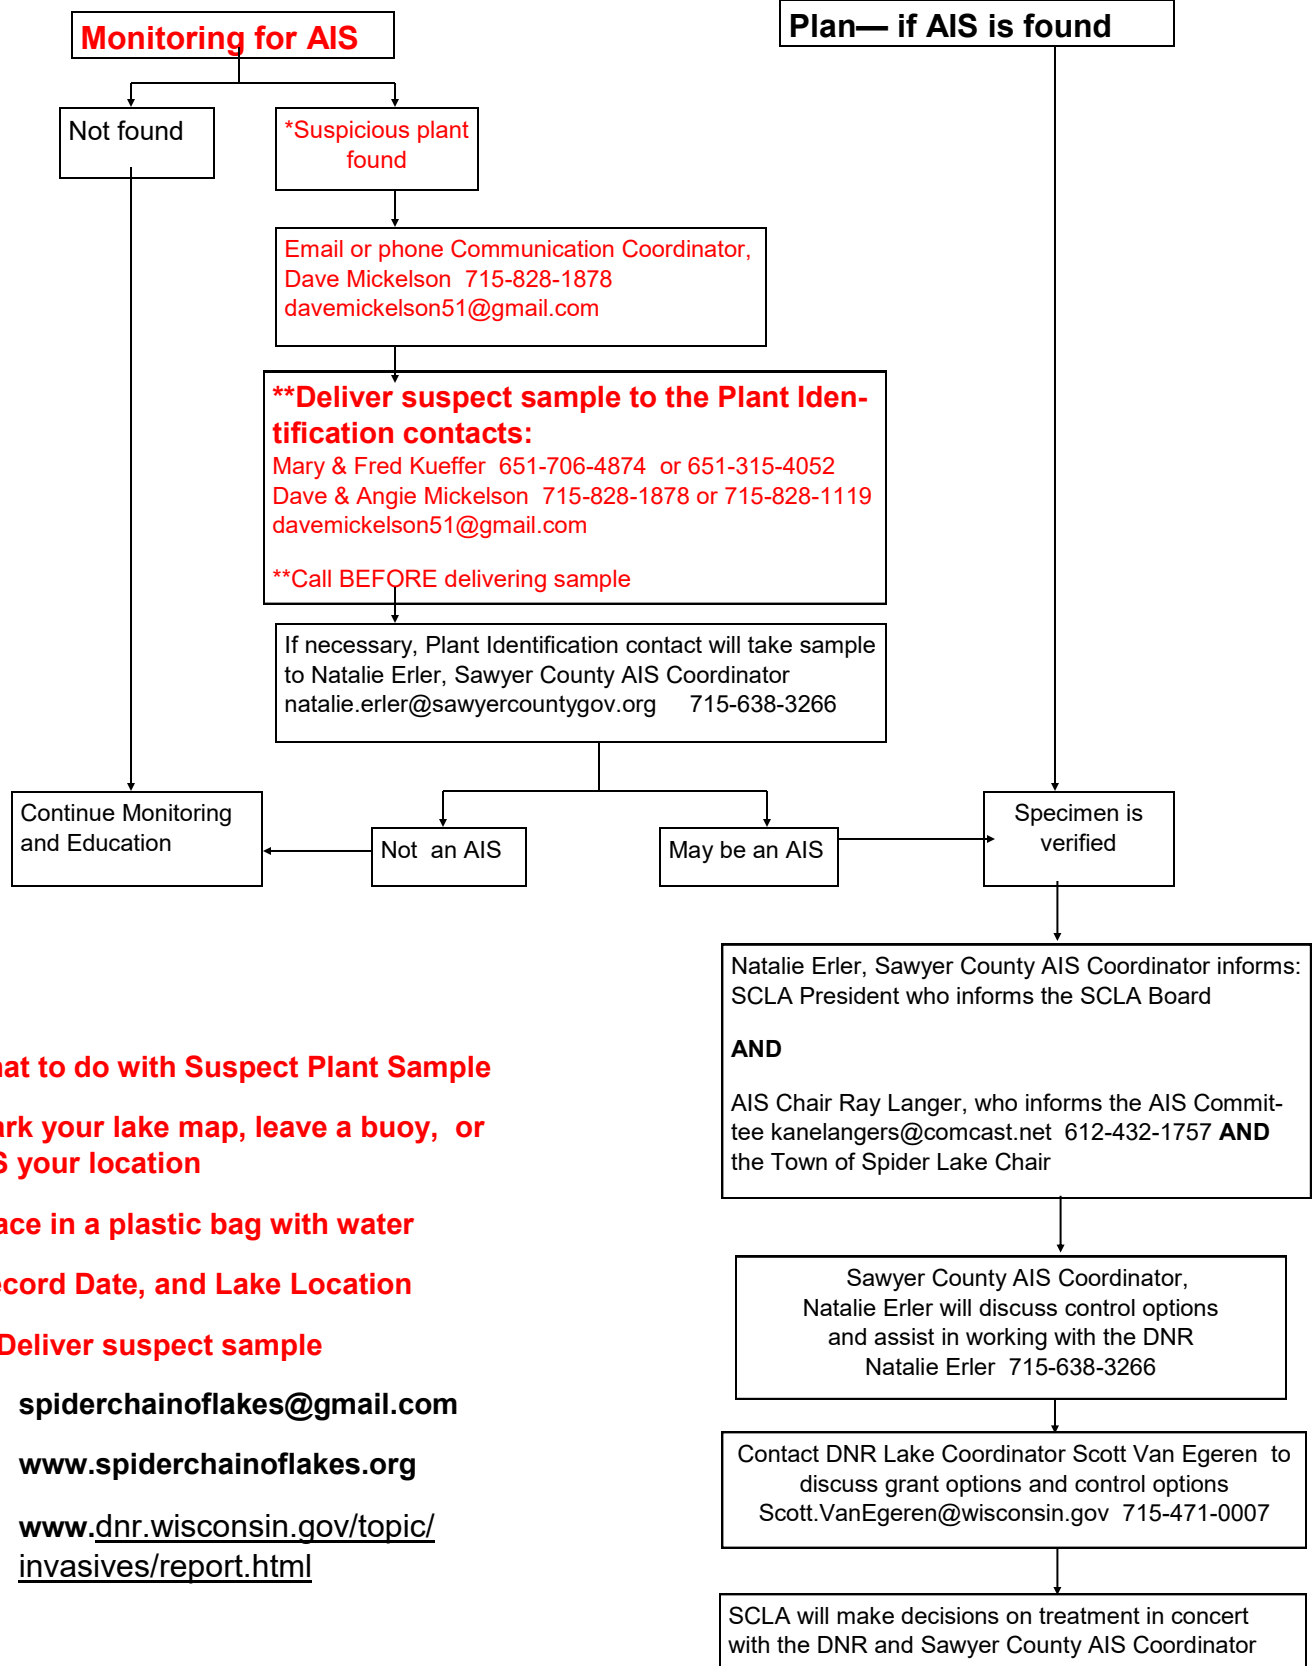 Monitoring for AIS
Plan— if AIS is found
Not found
*Suspicious plant
found
Email or phone Communication Coordinator,
Dave Mickelson  715-828-1878
davemickelson51@gmail.com
**Deliver suspect sample to the Plant Iden-
tification contacts:
Mary & Fred Kueffer  651-706-4874  or 651-315-4052
Dave & Angie Mickelson  715-828-1878 or 715-828-1119
davemickelson51@gmail.com
**Call BEFORE delivering sample
If necessary, Plant Identification contact will take sample
to Natalie Erler, Sawyer County AIS Coordinator
natalie.erler@sawyercountygov.org     715-638-3266
Continue Monitoring
and Education
Not  an AIS
May be an AIS
Specimen is
verified
Natalie Erler, Sawyer County AIS Coordinator informs:
SCLA President who informs the SCLA Board
AND
AIS Chair Ray Langer, who informs the AIS Commit-
tee kanelangers@comcast.net  612-432-1757 AND
the Town of Spider Lake Chair
Sawyer County AIS Coordinator,
Natalie Erler will discuss control options
and assist in working with the DNR
Natalie Erler  715-638-3266
Contact DNR Lake Coordinator Scott Van Egeren  to
discuss grant options and control options
Scott.VanEgeren@wisconsin.gov  715-471-0007
SCLA will make decisions on treatment in concert
with the DNR and Sawyer County AIS Coordinator
at to do with Suspect Plant Sample
ark your lake map, leave a buoy,  or
S your location
ace in a plastic bag with water
ecord Date, and Lake Location
Deliver suspect sample
spiderchainoflakes@gmail.com
www.spiderchainoflakes.org
www.dnr.wisconsin.gov/topic/
invasives/report.html